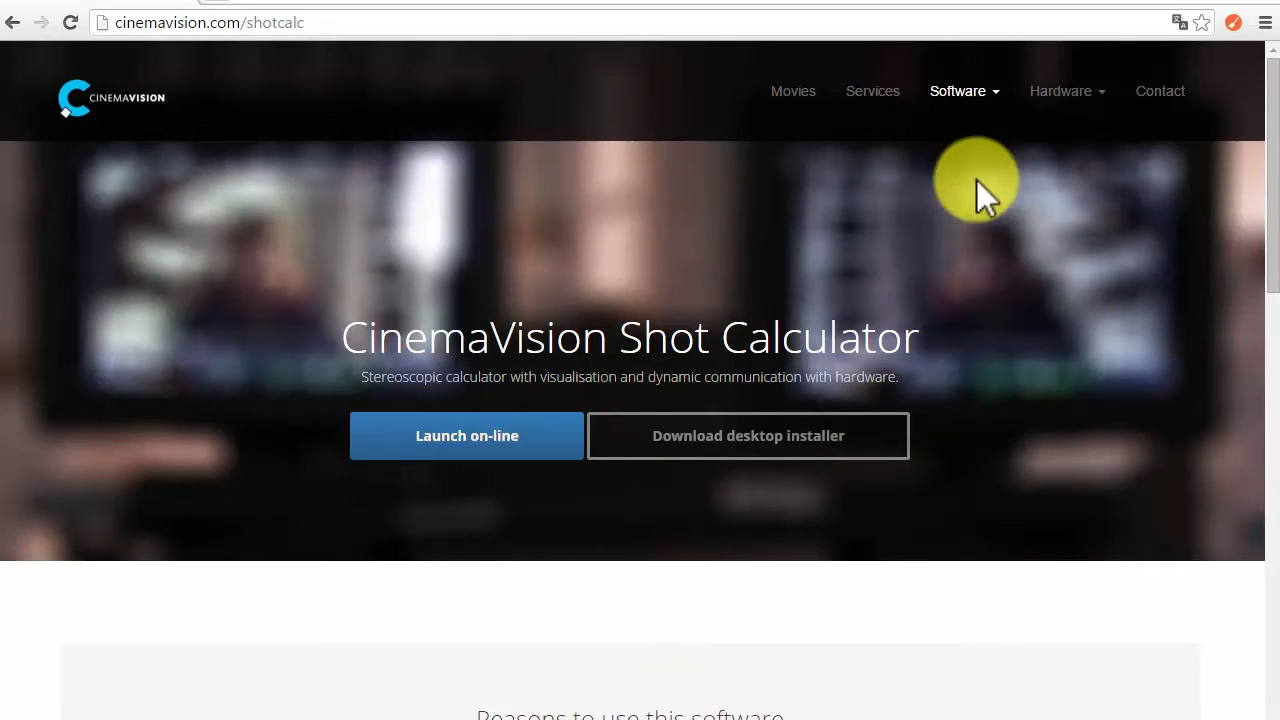 cinemavision.com/shotcalc
CINEMAVISION
Movies
Services
Software
Hardware
Contact
CinemaVision Shot Calculator
Stereoscopic calculator with visualisation and dynamic communication with hardware.
Launch on-line
Download desktop installer
Reasons to use this software